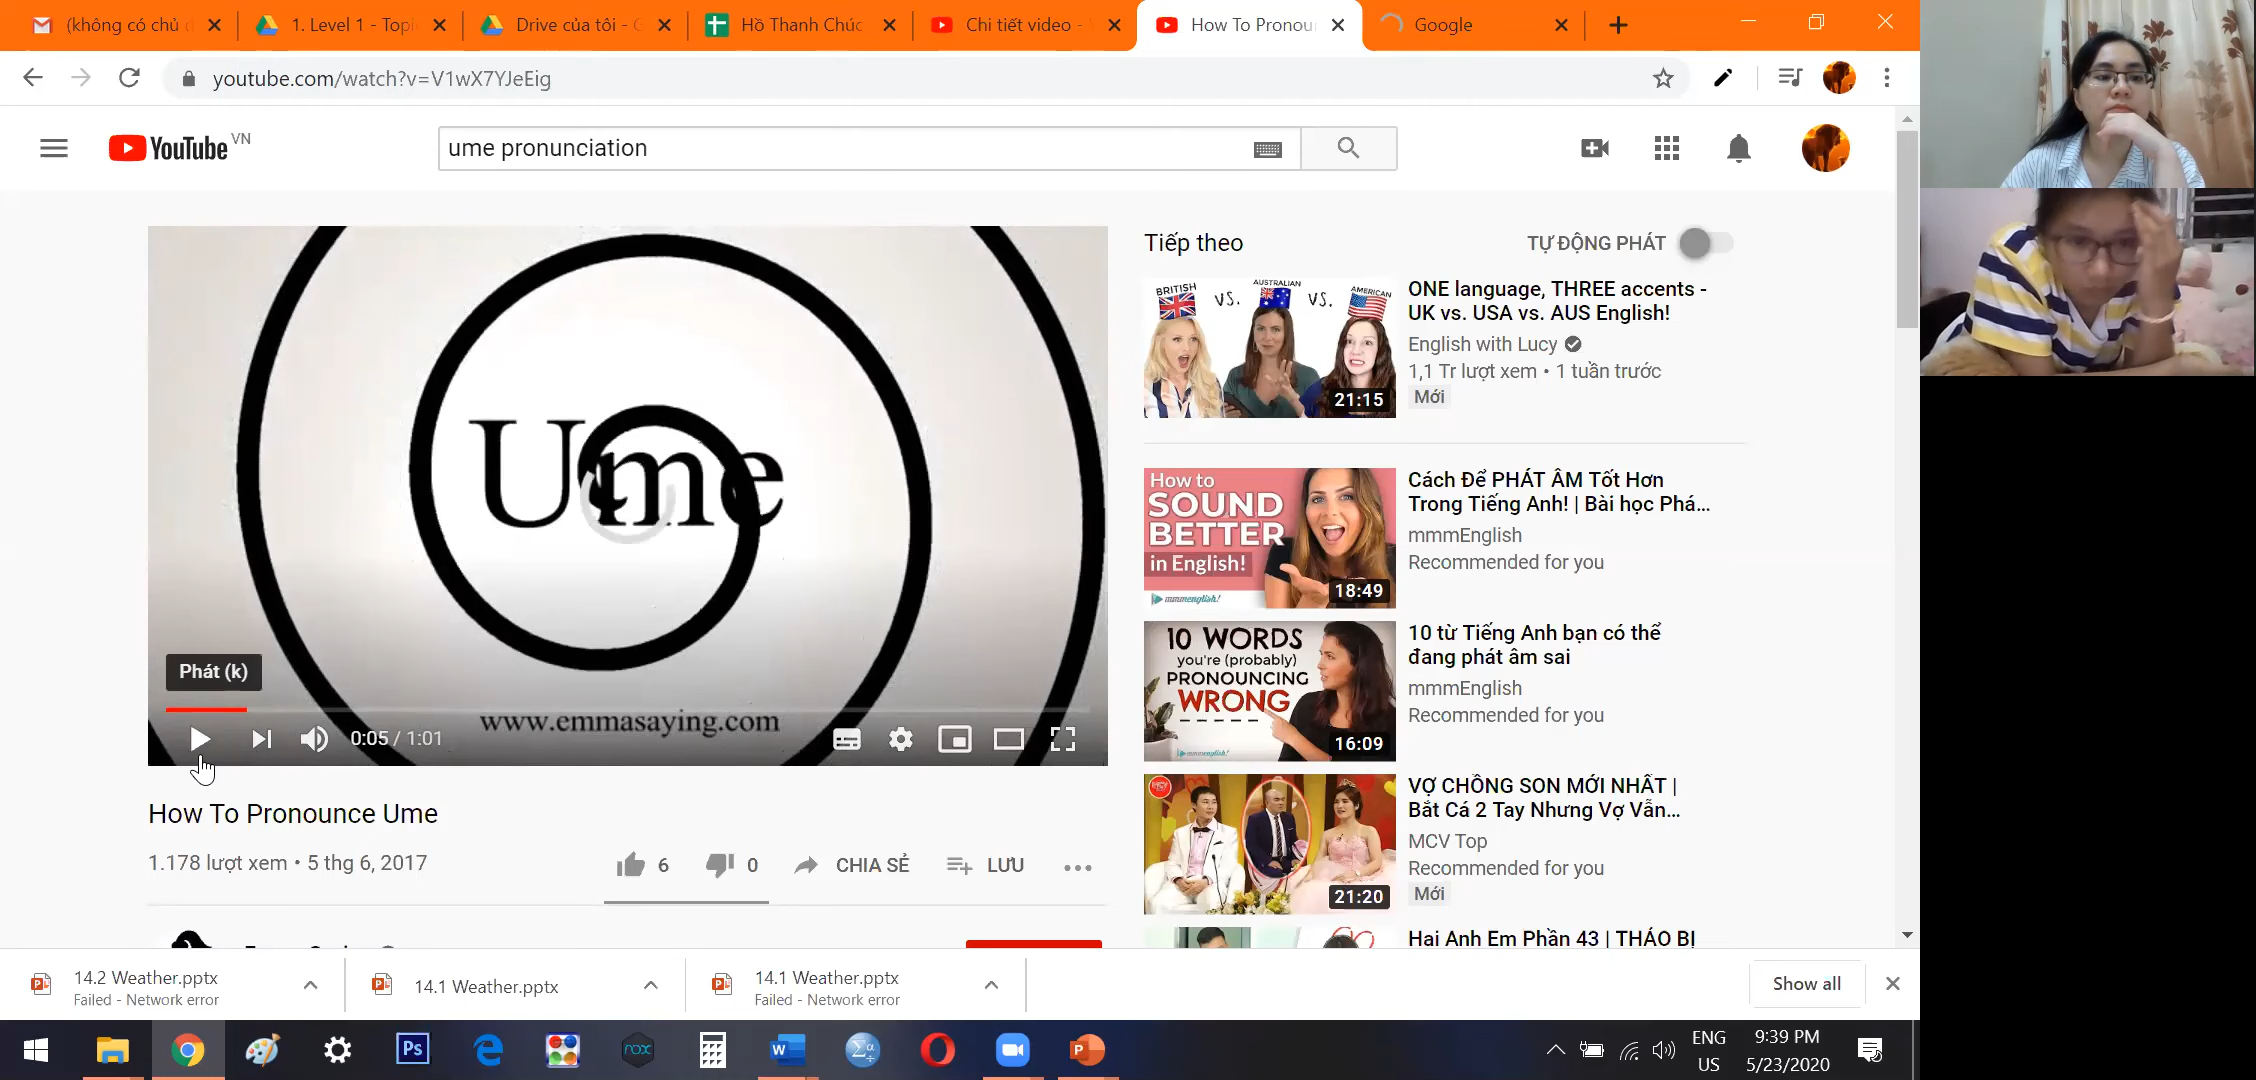 (không có chủ đ
1. Level 1 - Topi
Drive của tôi - G
Hồ Thanh Chúc
Chi tiết video - Y
How To Pronou
Google
youtube.com/watch?v=V1wX7YJeEig
YouTube VN
ume pronunciation
Ume
www.emmasaying.com
Phát (k)
0:05 / 1:01
How To Pronounce Ume
1.178 lượt xem • 5 thg 6, 2017
6
0
CHIA SẺ
LƯU
Tiếp theo
TỰ ĐỘNG PHÁT
BRITISH VS. AUSTRALIAN VS. AMERICAN
21:15
ONE language, THREE accents -
UK vs. USA vs. AUS English!
English with Lucy
1,1 Tr lượt xem • 1 tuần trước
Mới
How to
SOUND
BETTER
in English!
mmmenglish!
18:49
Cách Để PHÁT ÂM Tốt Hơn
Trong Tiếng Anh! | Bài học Phá...
mmmEnglish
Recommended for you
10 WORDS
you're (probably)
PRONOUNCING
WRONG
mmmenglish!
16:09
10 từ Tiếng Anh bạn có thể
đang phát âm sai
mmmEnglish
Recommended for you
21:20
VỢ CHỒNG SON MỚI NHẤT |
Bắt Cá 2 Tay Nhưng Vợ Vẫn...
MCV Top
Recommended for you
Mới
Hai Anh Em Phần 43 | THÁO BỊ
14.2 Weather.pptx
Failed - Network error
14.1 Weather.pptx
14.1 Weather.pptx
Failed - Network error
Show all
Ps
nox
ENG
US
9:39 PM
5/23/2020